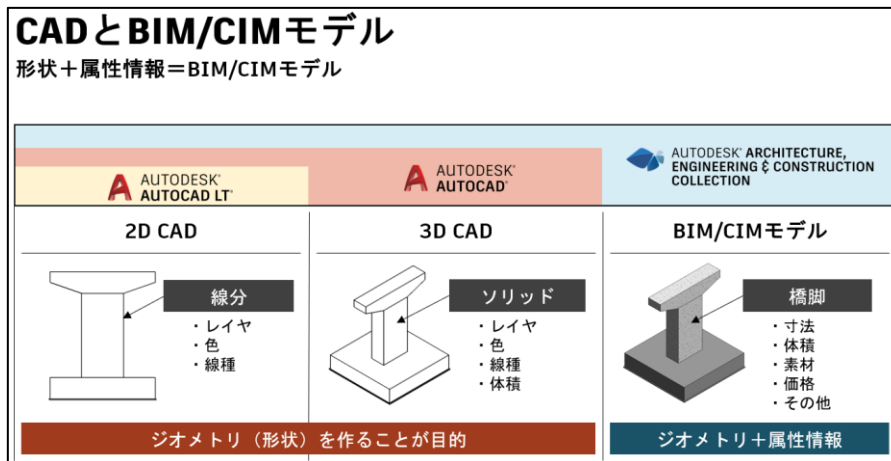 CADとBIM/CIMモデル
形状＋属性情報＝BIM/CIMモデル
AUTODESK®
AUTOCAD LT®
AUTODESK®
AUTOCAD®
AUTODESK® ARCHITECTURE,
ENGINEERING & CONSTRUCTION
COLLECTION
2D CAD
3D CAD
BIM/CIMモデル
線分
・レイヤ
・色
・線種
ソリッド
・レイヤ
・色
・線種
・体積
橋脚
・寸法
・体積
・素材
・価格
・その他
ジオメトリ（形状）を作ることが目的
ジオメトリ＋属性情報